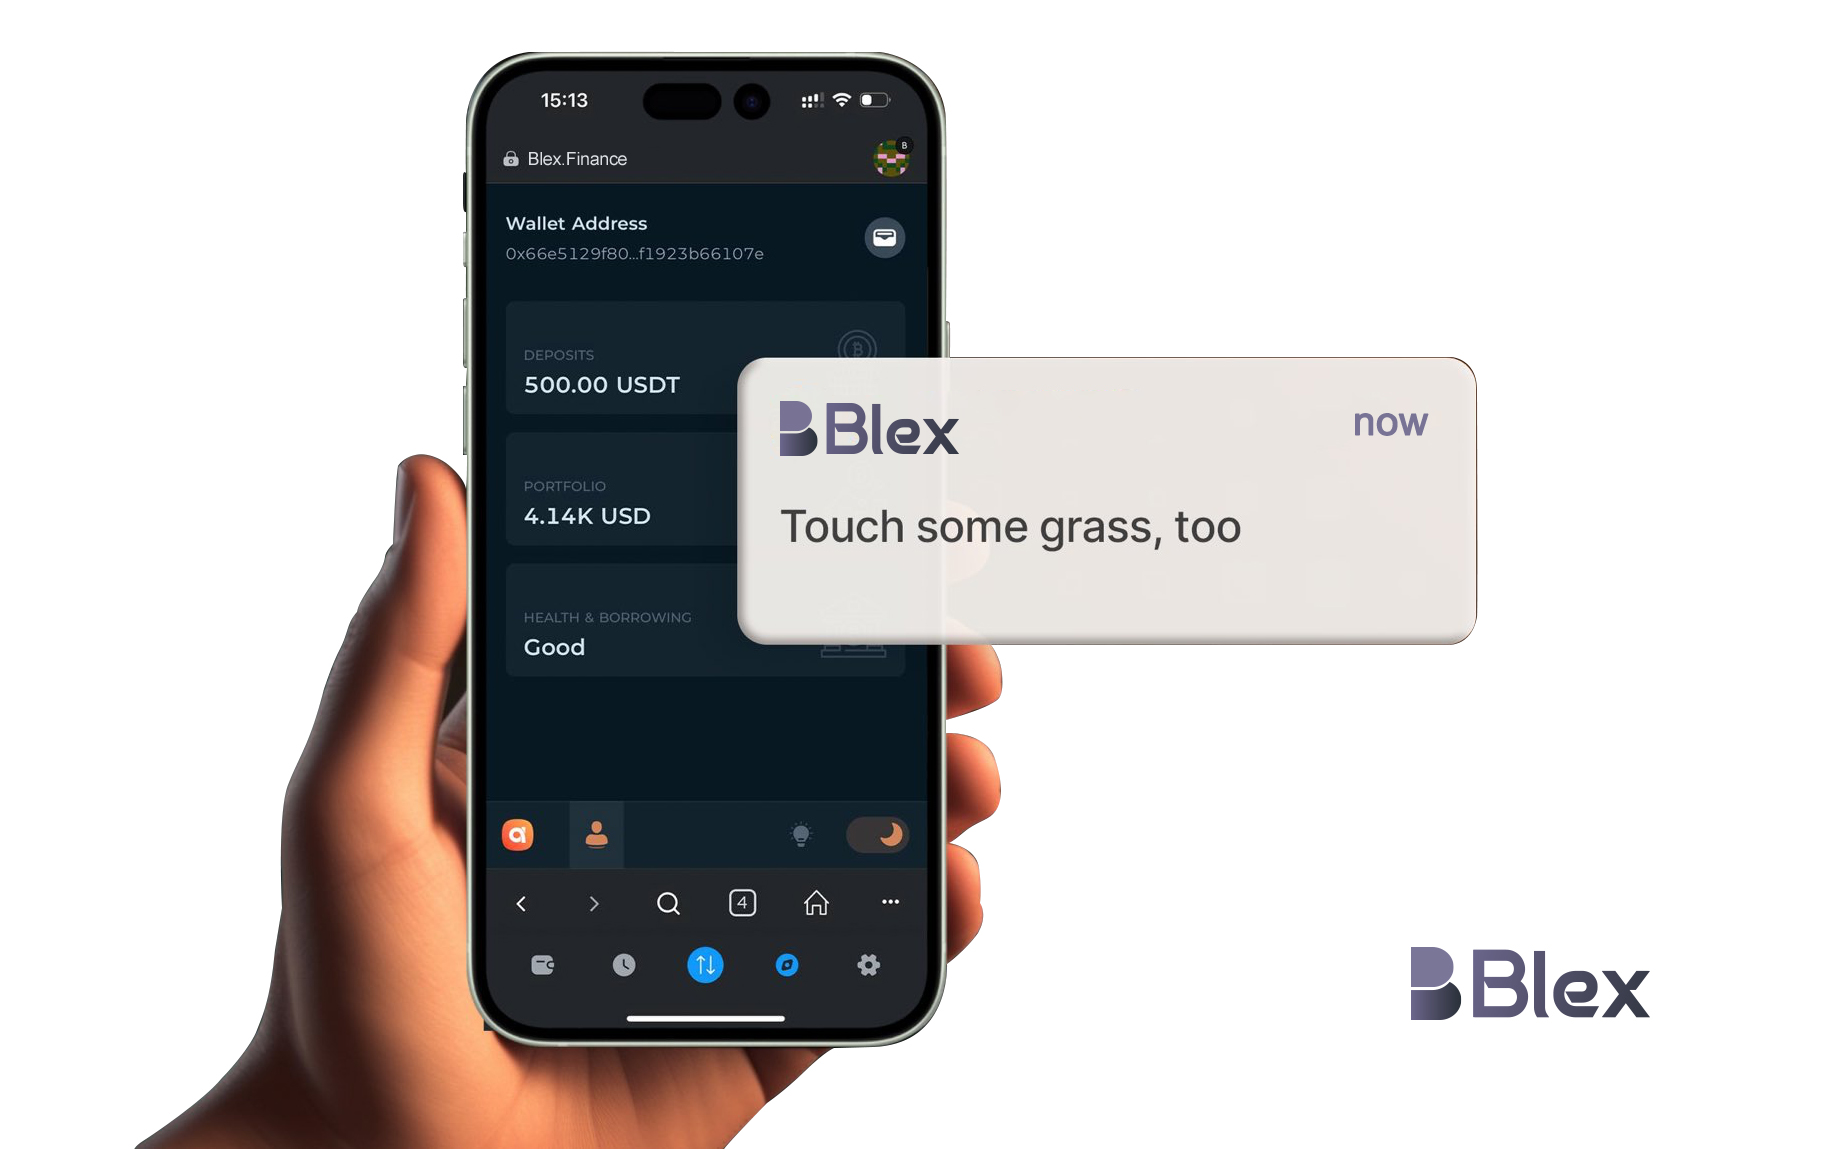 15:13
Blex.Finance
B
Wallet Address
0x66e5129f80...f1923b66107e
DEPOSITS
500.00 USDT
PORTFOLIO
4.14K USD
HEALTH & BORROWING
Good
4
Blex
now
Touch some grass, too
Blex